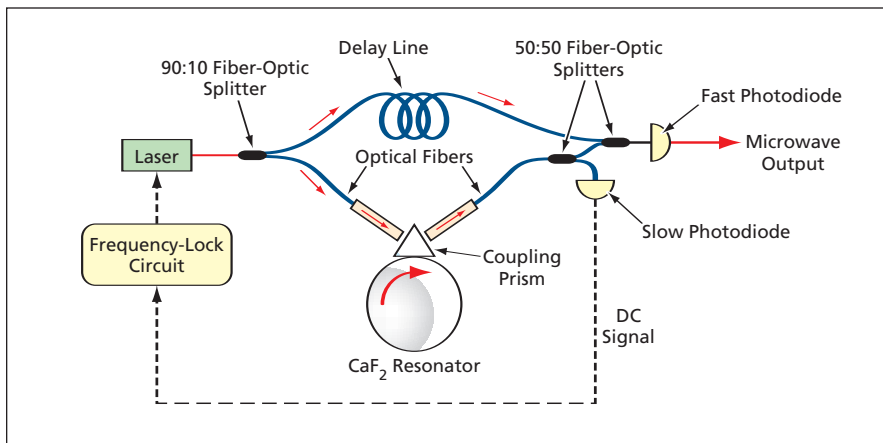 Delay Line
50:50 Fiber-Optic
Splitters
90:10 Fiber-Optic
Splitter
Fast Photodiode
Laser
Optical Fibers
Microwave
Output
Frequency-Lock
Circuit
Slow Photodiode
Coupling
Prism
DC
Signal
CaF₂ Resonator